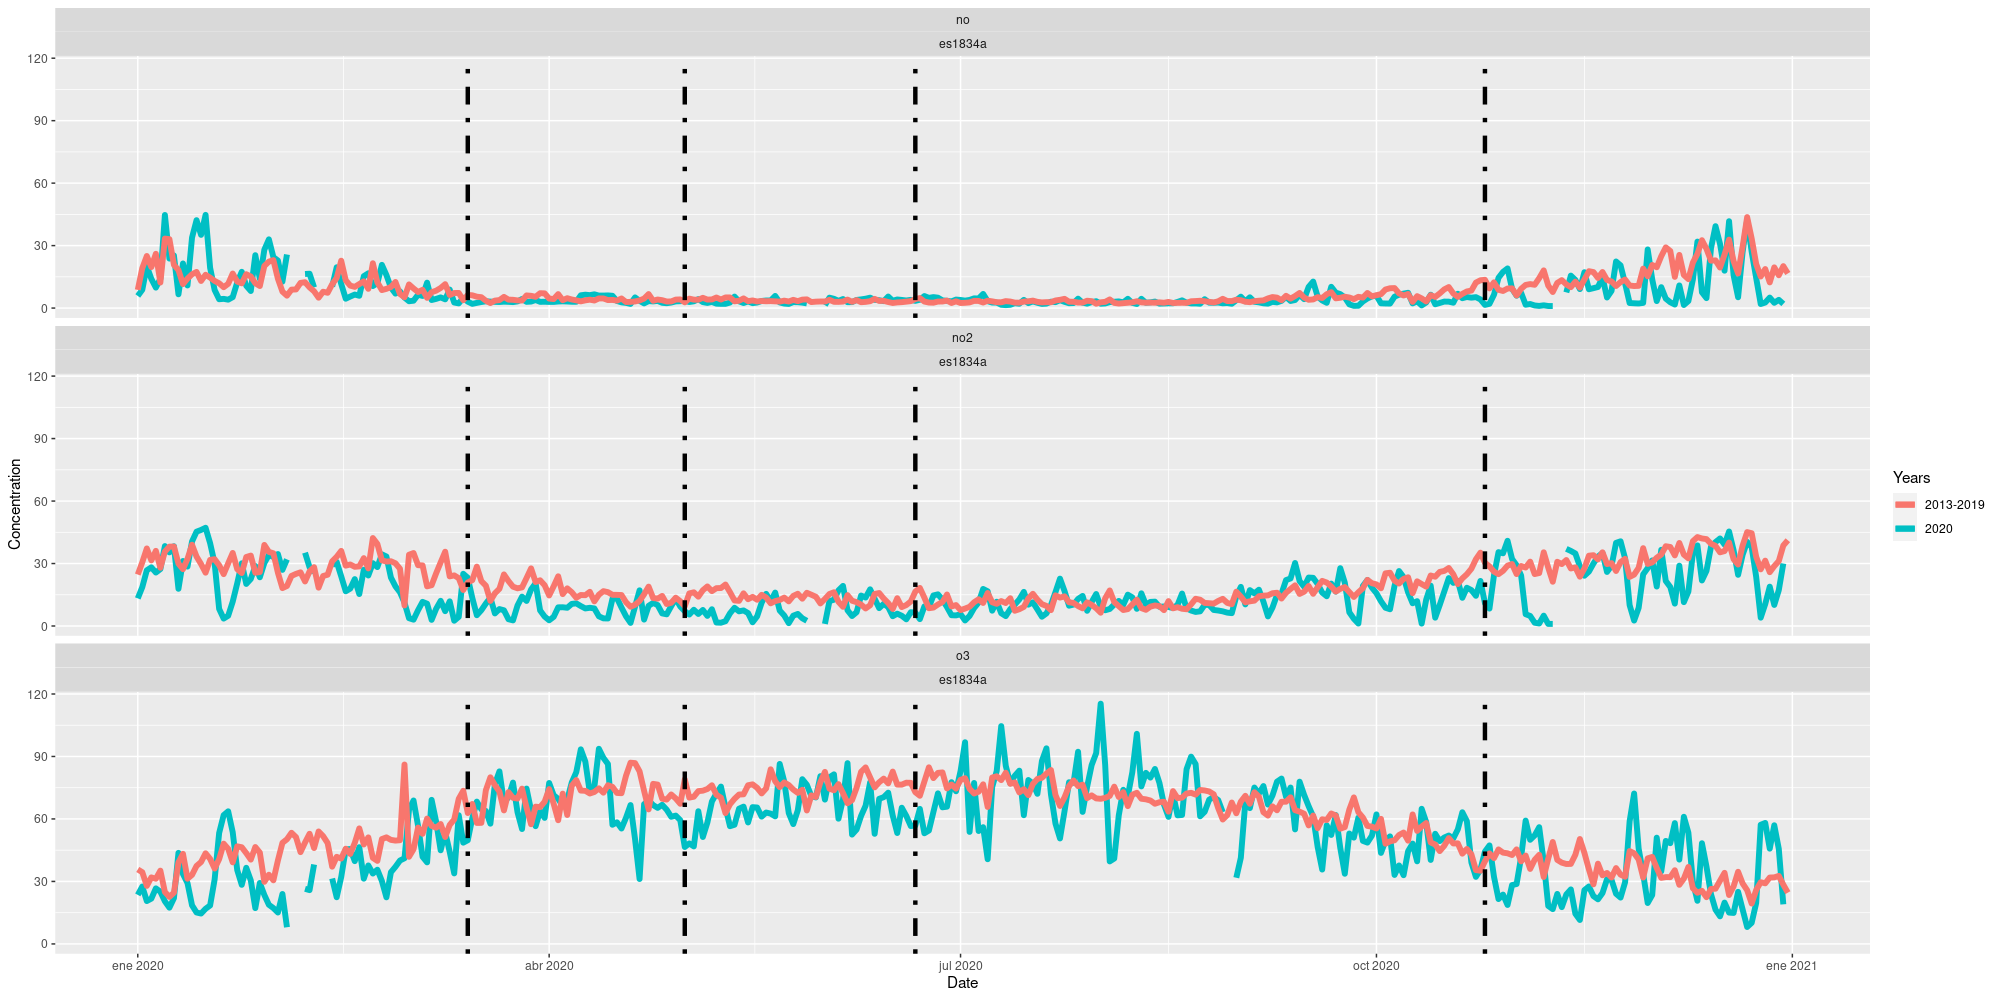 no
es1834a
120
90
60
30
0
no2
es1834a
120
90
60
30
0
o3
es1834a
120
90
60
30
0
ene 2020
abr 2020
jul 2020
oct 2020
ene 2021
Date
Concentration
Years
2013-2019
2020